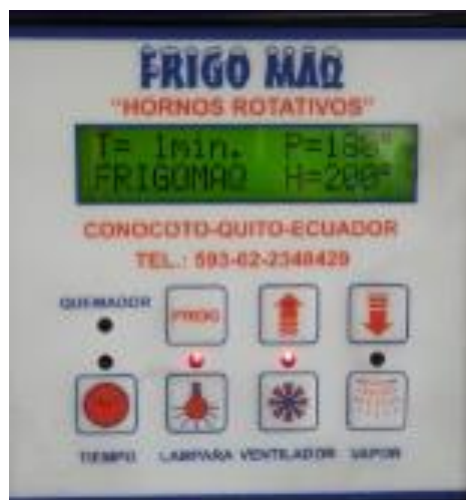 FRIGO MAQ
"HORNOS ROTATIVOS"
T= 1min. P=180°
FRIGOMAQ H=200°
CONOCOTO-QUITO-ECUADOR
TEL.: 593-02-2348429
QUEMADOR
PROG
TIEMPO LAMPARA VENTILADOR VAPOR